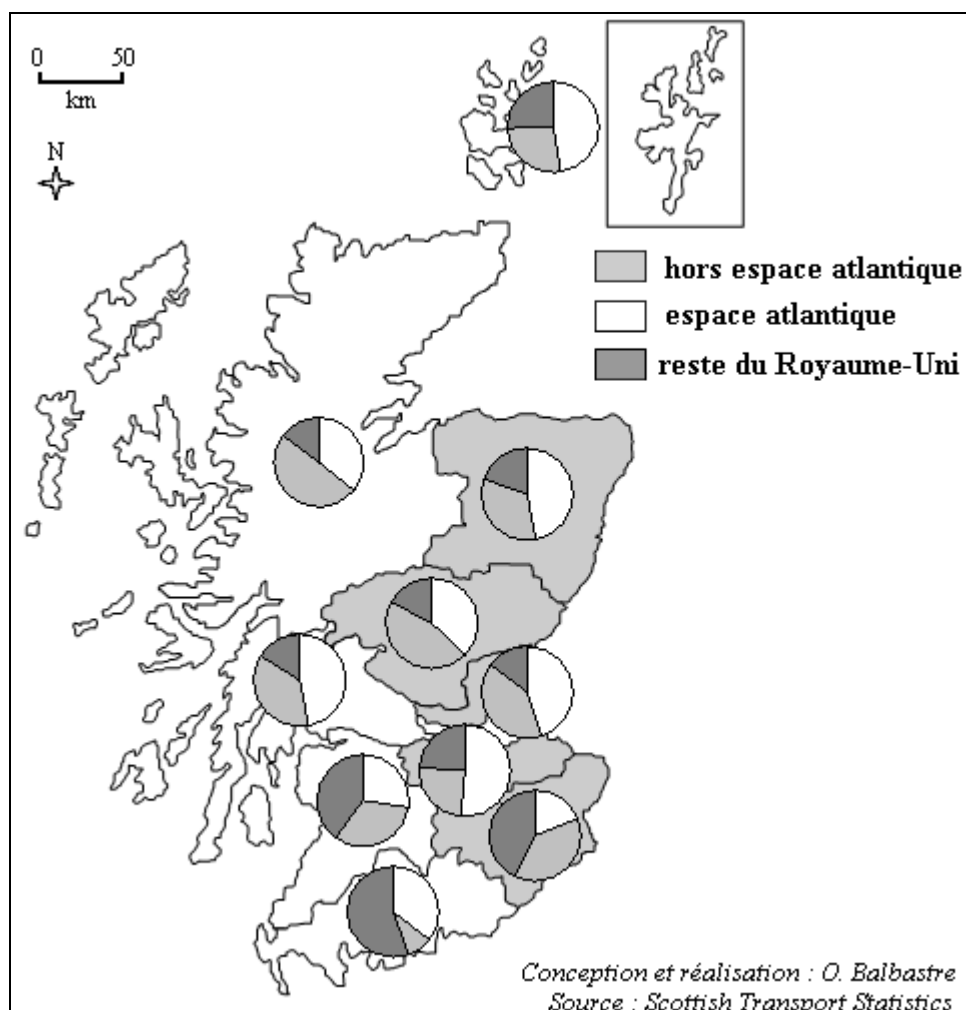 0 50
km
N
hors espace atlantique
espace atlantique
reste du Royaume-Uni
Conception et réalisation : O. Balbastre
Source : Scottish Transport Statistics